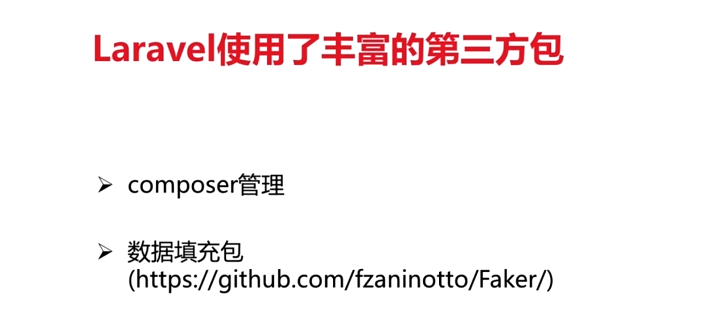 Laravel使用了丰富的第三方包
➢ composer管理
➢ 数据填充包
(https://github.com/fzaninotto/Faker/)